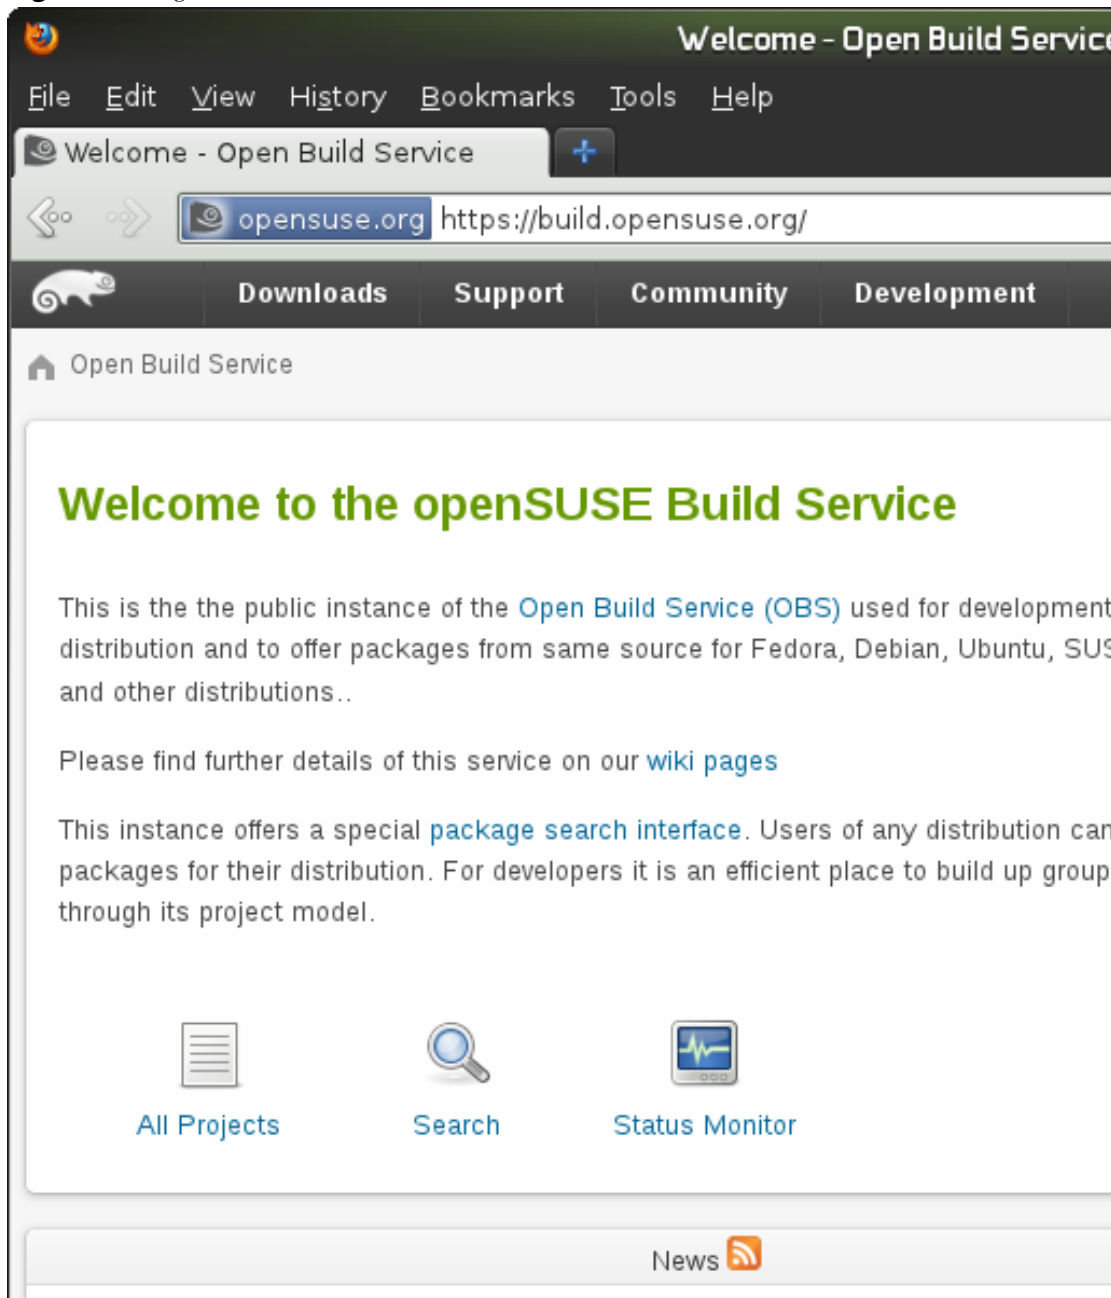 Welcome - Open Build Service
File Edit View History Bookmarks Tools Help
Welcome - Open Build Service
opensuse.org https://build.opensuse.org/
Downloads Support Community Development
Open Build Service
Welcome to the openSUSE Build Service
This is the the public instance of the Open Build Service (OBS) used for development
distribution and to offer packages from same source for Fedora, Debian, Ubuntu,
and other distributions..
Please find further details of this service on our wiki pages
This instance offers a special package search interface. Users of any distribution can
packages for their distribution. For developers it is an efficient place to build up group
through its project model.
All Projects Search Status Monitor
News